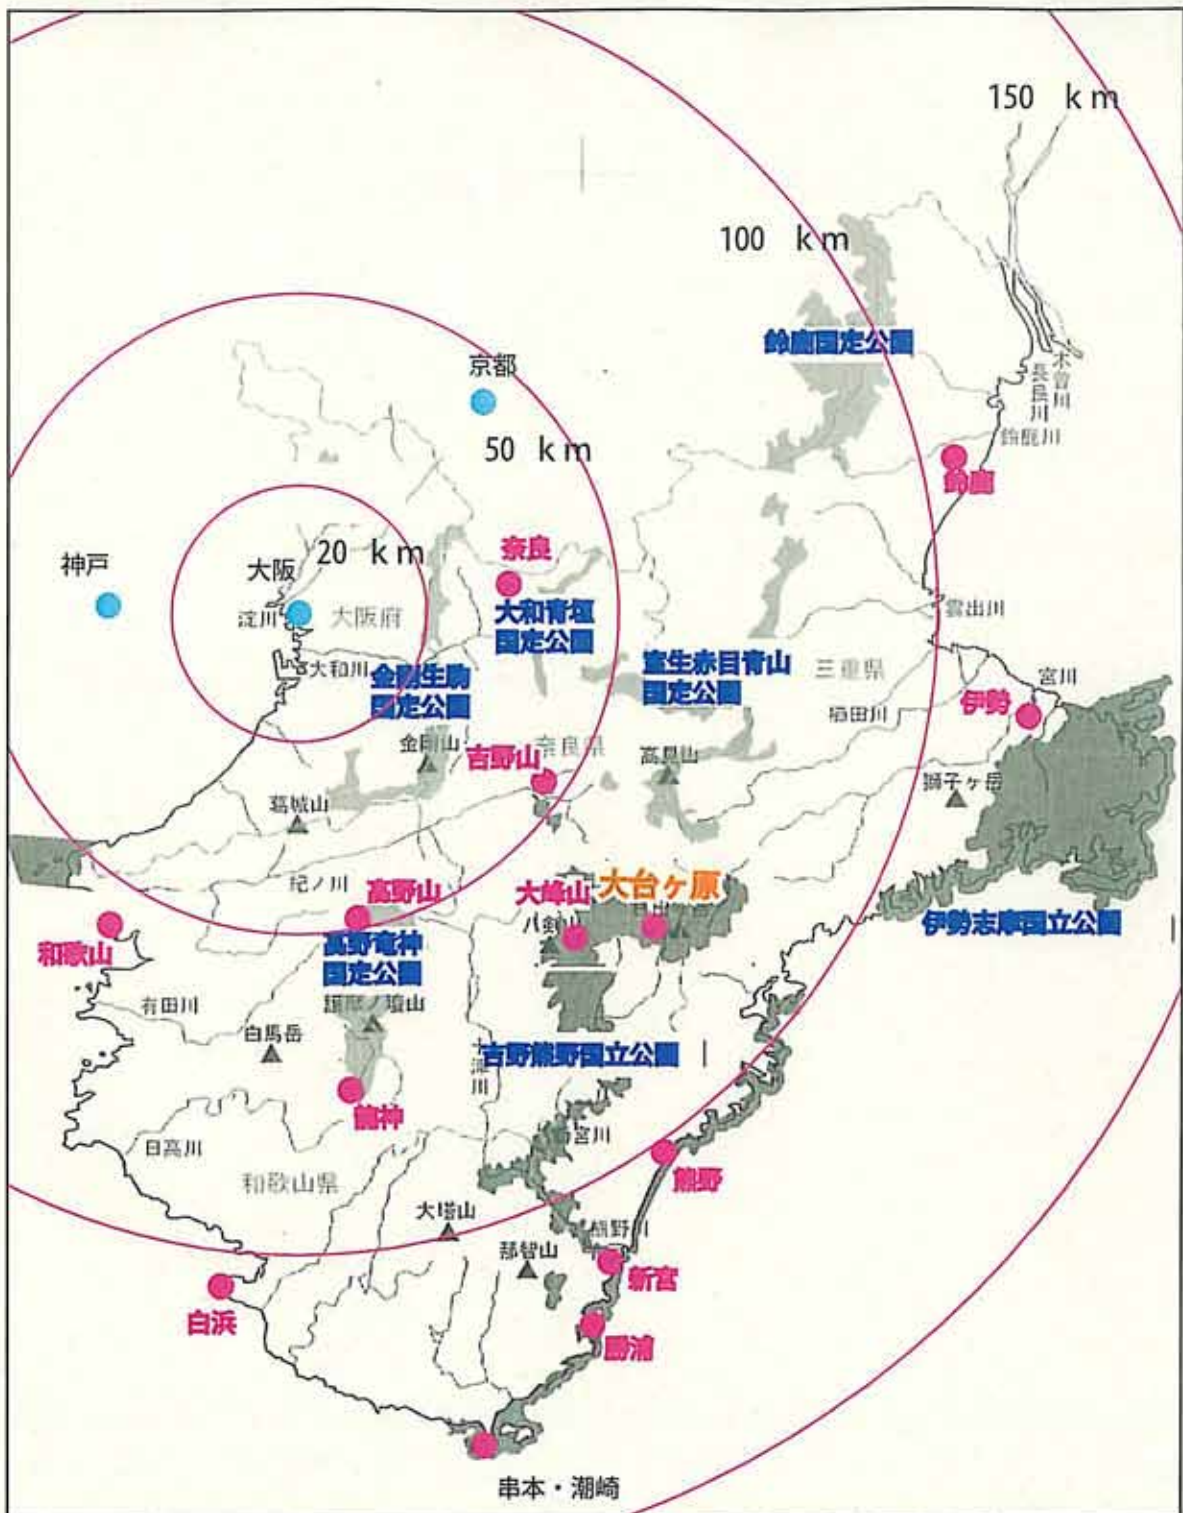 150 km
100 km
鈴鹿国定公園
京都
木曽川
長良川
鈴鹿川
50 km
鈴鹿
20 km
奈良
神戸
大阪
淀川
大阪府
大和青垣
国定公園
雲出川
大和川
金剛生駒
国定公園
室生赤目青山
国定公園
三重県
宮川
櫛田川
伊勢
金剛山
吉野山
奈良県
高見山
獅子ヶ岳
葛城山
紀ノ川
高野山
大峰山
大台ヶ原
和歌山
高野竜神
国定公園
伊勢志摩国立公園
有田川
白馬岳
吉野熊野国立公園
十津川
龍神
日高川
宮川
熊野
和歌山県
大塔山
熊野川
那智山
新宮
白浜
勝浦
串本・潮崎